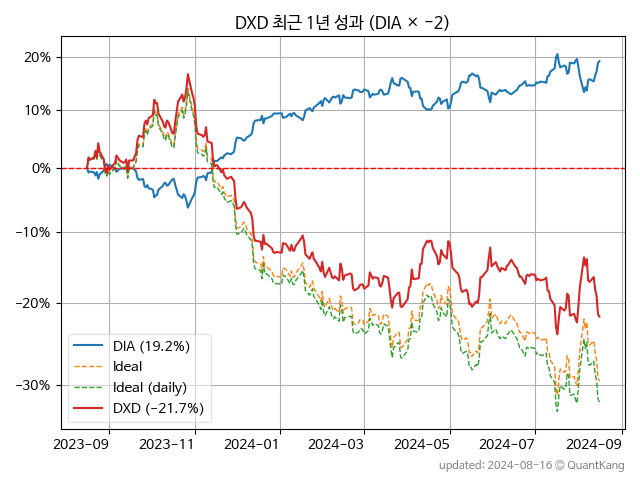 DXD 최근 1년 성과 (DIA × −2)
20%
10%
0%
−10%
−20%
−30%
DIA (19.2%)
Ideal
Ideal (daily)
DXD (−21.7%)
2023−09 2023−11 2024−01 2024−03 2024−05 2024−07 2024−09
updated: 2024-08-16 ⓒ QuantKang